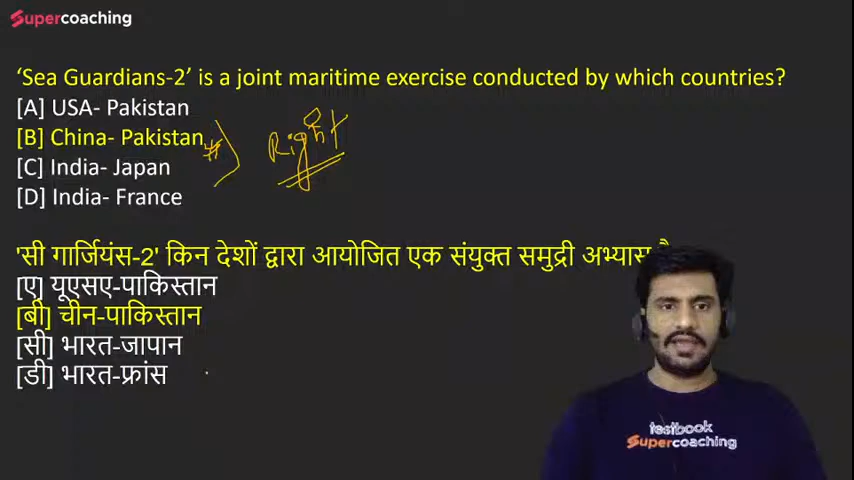 Supercoaching
'Sea Guardians-2' is a joint maritime exercise conducted by which countries?
[A] USA- Pakistan
[B] China- Pakistan
[C] India- Japan
[D] India- France
Right
'सी गार्जियंस-2' किन देशों द्वारा आयोजित एक संयुक्त समुद्री अभ्यास है
[ए] यूएसए-पाकिस्तान
[बी] चीन-पाकिस्तान
[सी] भारत-जापान
[डी] भारत-फ्रांस
testbook
Supercoaching